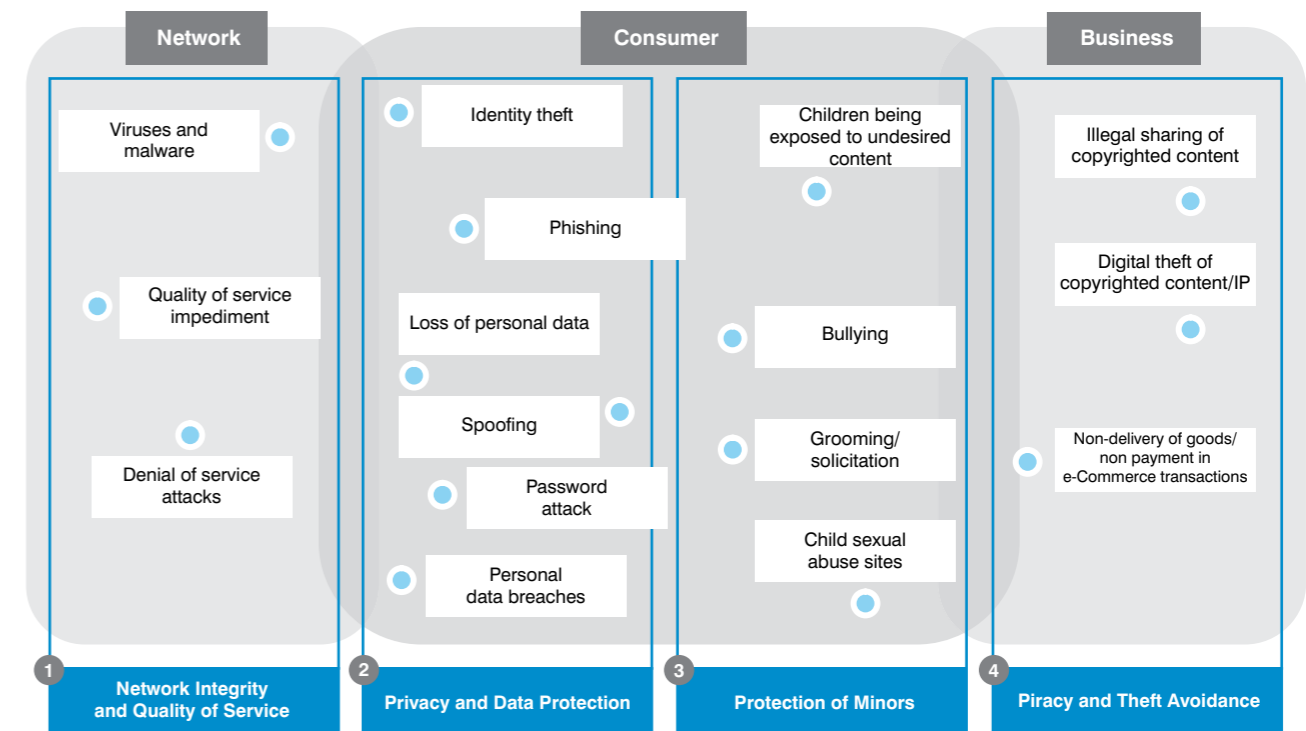 Network
Consumer
Business
Viruses and
malware
Quality of service
impediment
Denial of service
attacks
Identity theft
Phishing
Loss of personal data
Spoofing
Password
attack
Personal
data breaches
Children being
exposed to undesired
content
Bullying
Grooming/
solicitation
Child sexual
abuse sites
Illegal sharing of
copyrighted content
Digital theft of
copyrighted content/IP
Non-delivery of goods/
non payment in
e-Commerce transactions
1
Network Integrity
and Quality of Service
2
Privacy and Data Protection
3
Protection of Minors
4
Piracy and Theft Avoidance